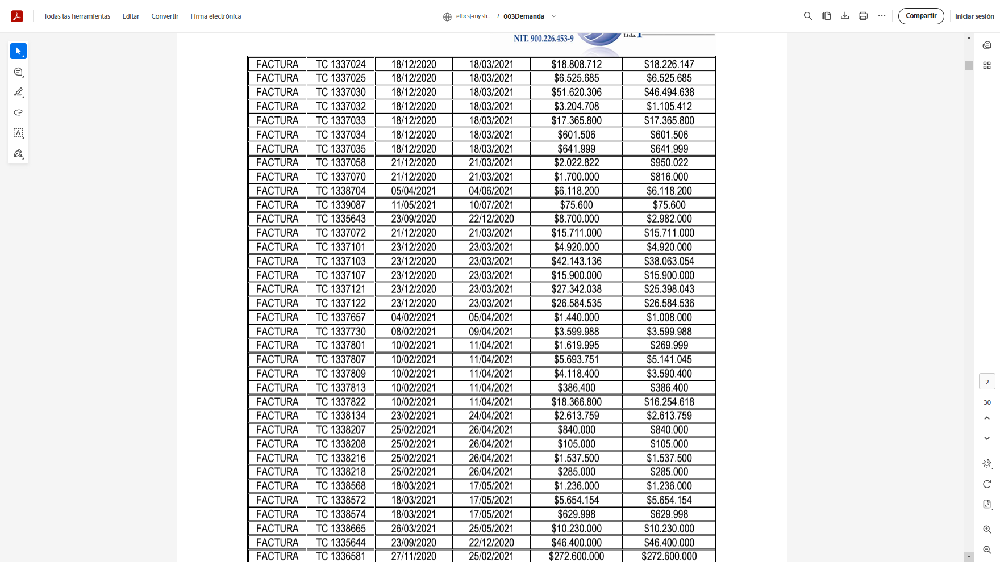 Todas las herramientas Editar Convertir Firma electrónica etbcsj-my.sh... / 003Demanda Compartir Iniciar sesión
NIT. 900.226.453-9 Ltda.
FACTURA TC 1337024 18/12/2020 18/03/2021 $18.808.712 $18.226.147
FACTURA TC 1337025 18/12/2020 18/03/2021 $6.525.685 $6.525.685
FACTURA TC 1337030 18/12/2020 18/03/2021 $51.620.306 $46.494.638
FACTURA TC 1337032 18/12/2020 18/03/2021 $3.204.708 $1.105.412
FACTURA TC 1337033 18/12/2020 18/03/2021 $17.365.800 $17.365.800
FACTURA TC 1337034 18/12/2020 18/03/2021 $601.506 $601.506
FACTURA TC 1337035 18/12/2020 18/03/2021 $641.999 $641.999
FACTURA TC 1337058 21/12/2020 21/03/2021 $2.022.822 $950.022
FACTURA TC 1337070 21/12/2020 21/03/2021 $1.700.000 $816.000
FACTURA TC 1338704 05/04/2021 04/06/2021 $6.118.200 $6.118.200
FACTURA TC 1339087 11/05/2021 10/07/2021 $75.600 $75.600
FACTURA TC 1335643 23/09/2020 22/12/2020 $8.700.000 $2.982.000
FACTURA TC 1337072 21/12/2020 21/03/2021 $15.711.000 $15.711.000
FACTURA TC 1337101 23/12/2020 23/03/2021 $4.920.000 $4.920.000
FACTURA TC 1337103 23/12/2020 23/03/2021 $42.143.136 $38.063.054
FACTURA TC 1337107 23/12/2020 23/03/2021 $15.900.000 $15.900.000
FACTURA TC 1337121 23/12/2020 23/03/2021 $27.342.038 $25.398.043
FACTURA TC 1337122 23/12/2020 23/03/2021 $26.584.535 $26.584.536
FACTURA TC 1337657 04/02/2021 05/04/2021 $1.440.000 $1.008.000
FACTURA TC 1337730 08/02/2021 09/04/2021 $3.599.988 $3.599.988
FACTURA TC 1337801 10/02/2021 11/04/2021 $1.619.995 $269.999
FACTURA TC 1337807 10/02/2021 11/04/2021 $5.693.751 $5.141.045
FACTURA TC 1337809 10/02/2021 11/04/2021 $4.118.400 $3.590.400
FACTURA TC 1337813 10/02/2021 11/04/2021 $386.400 $386.400
FACTURA TC 1337822 10/02/2021 11/04/2021 $18.366.800 $16.254.618
FACTURA TC 1338134 23/02/2021 24/04/2021 $2.613.759 $2.613.759
FACTURA TC 1338207 25/02/2021 26/04/2021 $840.000 $840.000
FACTURA TC 1338208 25/02/2021 26/04/2021 $105.000 $105.000
FACTURA TC 1338216 25/02/2021 26/04/2021 $1.537.500 $1.537.500
FACTURA TC 1338218 25/02/2021 26/04/2021 $285.000 $285.000
FACTURA TC 1338568 18/03/2021 17/05/2021 $1.236.000 $1.236.000
FACTURA TC 1338572 18/03/2021 17/05/2021 $5.654.154 $5.654.154
FACTURA TC 1338574 18/03/2021 17/05/2021 $629.998 $629.998
FACTURA TC 1338665 26/03/2021 25/05/2021 $10.230.000 $10.230.000
FACTURA TC 1335644 23/09/2020 22/12/2020 $46.400.000 $46.400.000
FACTURA TC 1336581 27/11/2020 25/02/2021 $272.600.000 $272.600.000
2
30